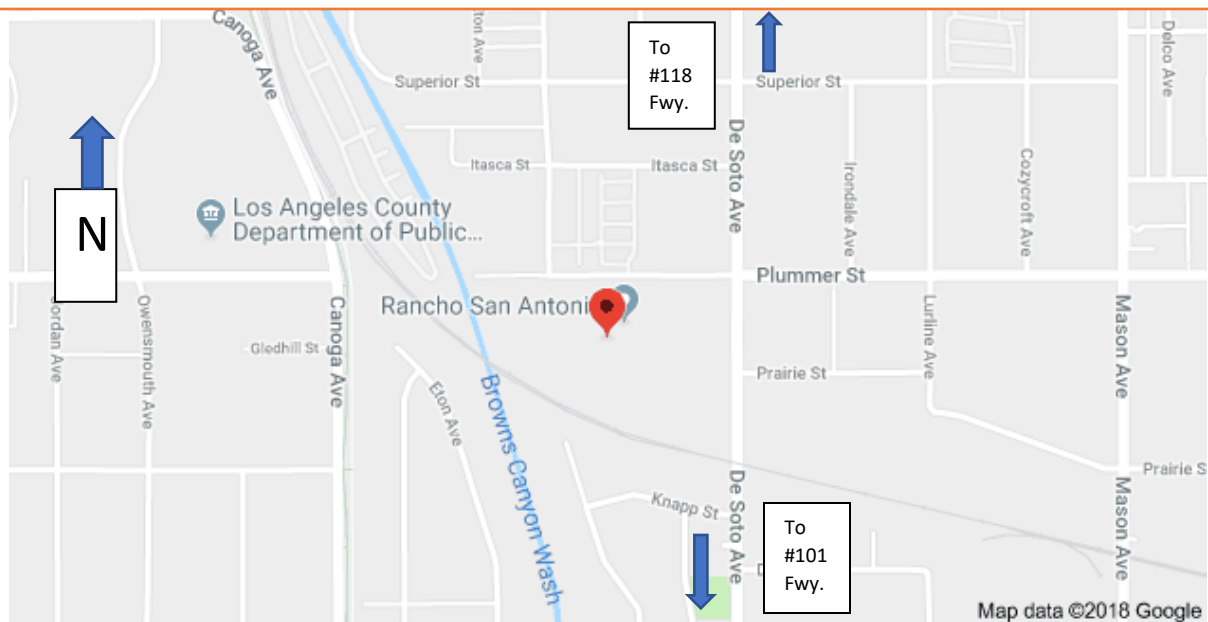 Canoga Ave
ton Ave
To
#118
Fwy.
Delco Ave
Superior St
Superior St
De Soto Ave
Itasca St
Itasca St
Irondale Ave
Cozycroft Ave
N
Los Angeles County
Department of Public...
Plummer St
Rancho San Antoni
Jordan Ave
Owensmouth Ave
Canoga Ave
Gledhill St
Lurline Ave
Mason Ave
Prairie St
Eton Ave
Browns Canyon Wash
Prairie S
Knapp St
De Soto Ave
Mason Ave
To
#101
Fwy.
D
Map data ©2018 Google